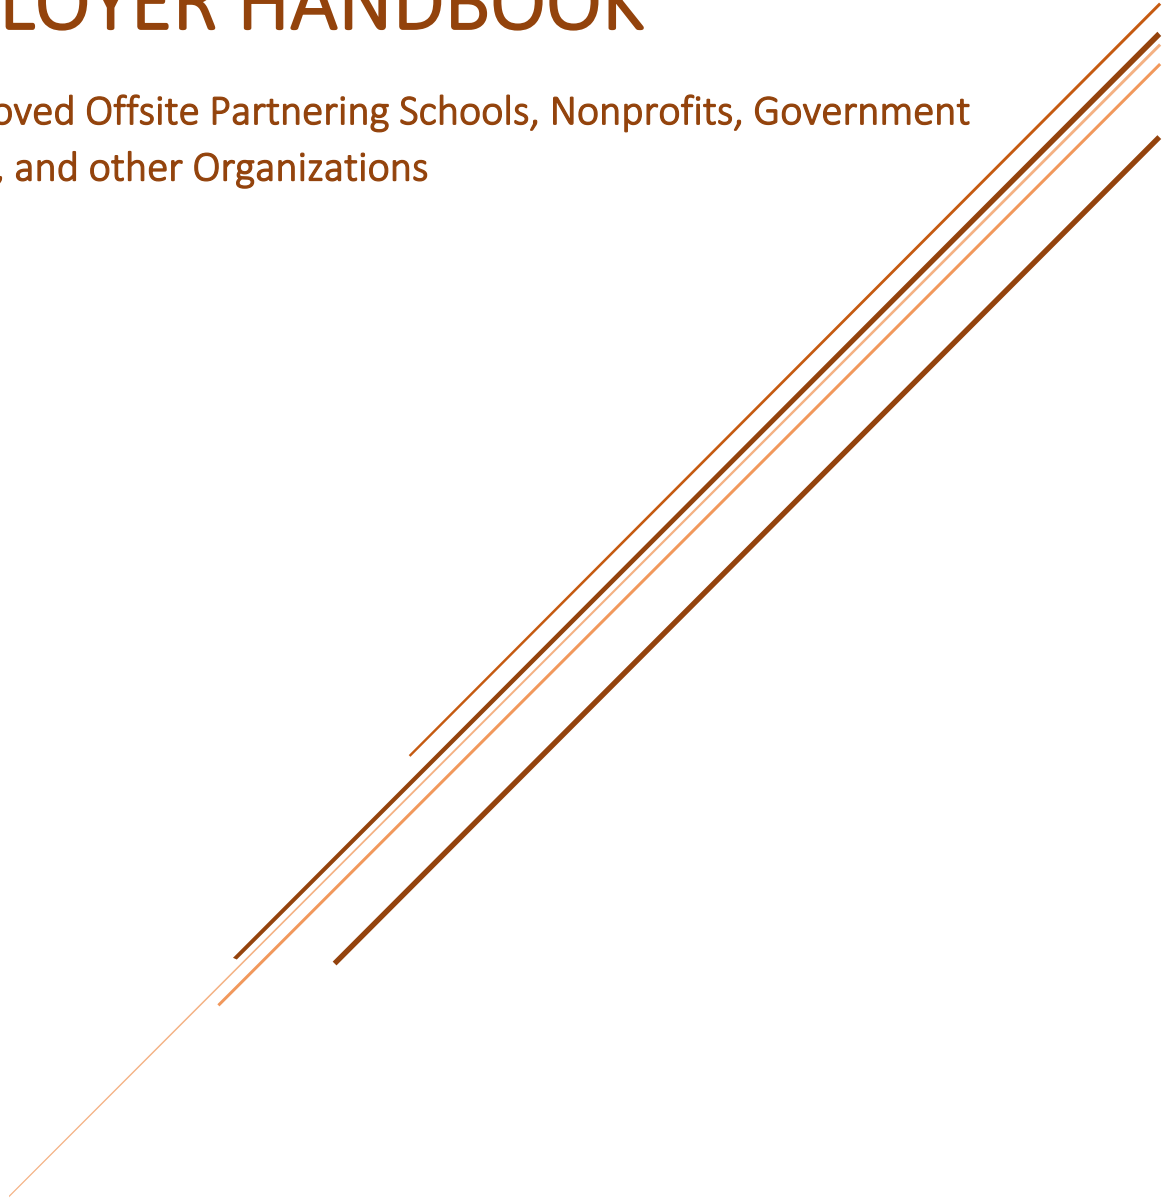 LOYER HANDBOOK
oved Offsite Partnering Schools, Nonprofits, Government
, and other Organizations